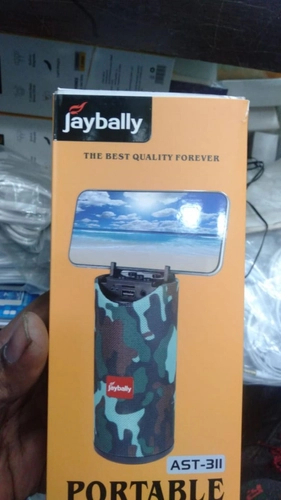 jaybally
THE BEST QUALITY FOREVER
jaybally
AST-311
PORTABLE